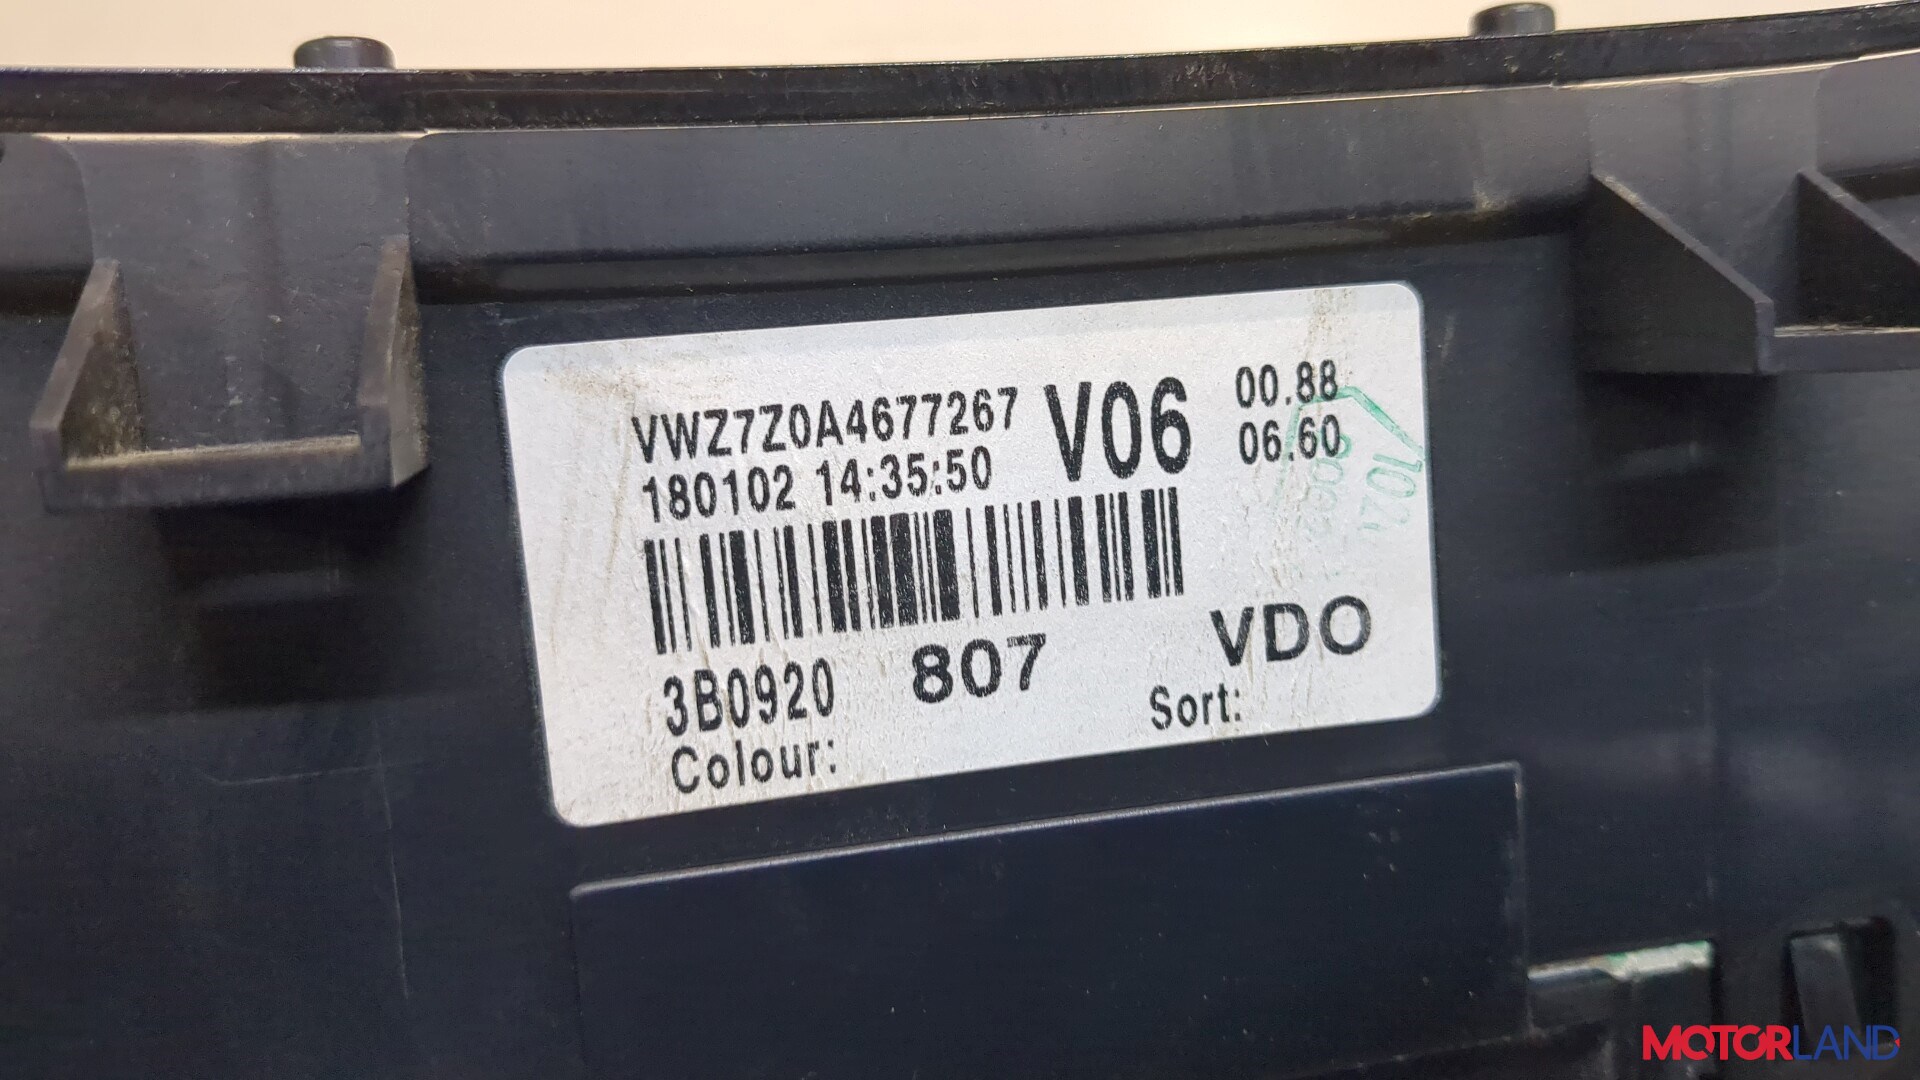 VWZ7Z0A4677267 V06 00.88
180102 14:35:50 06.60
3B0920 807 VDO
Colour: Sort:
MOTORLAND